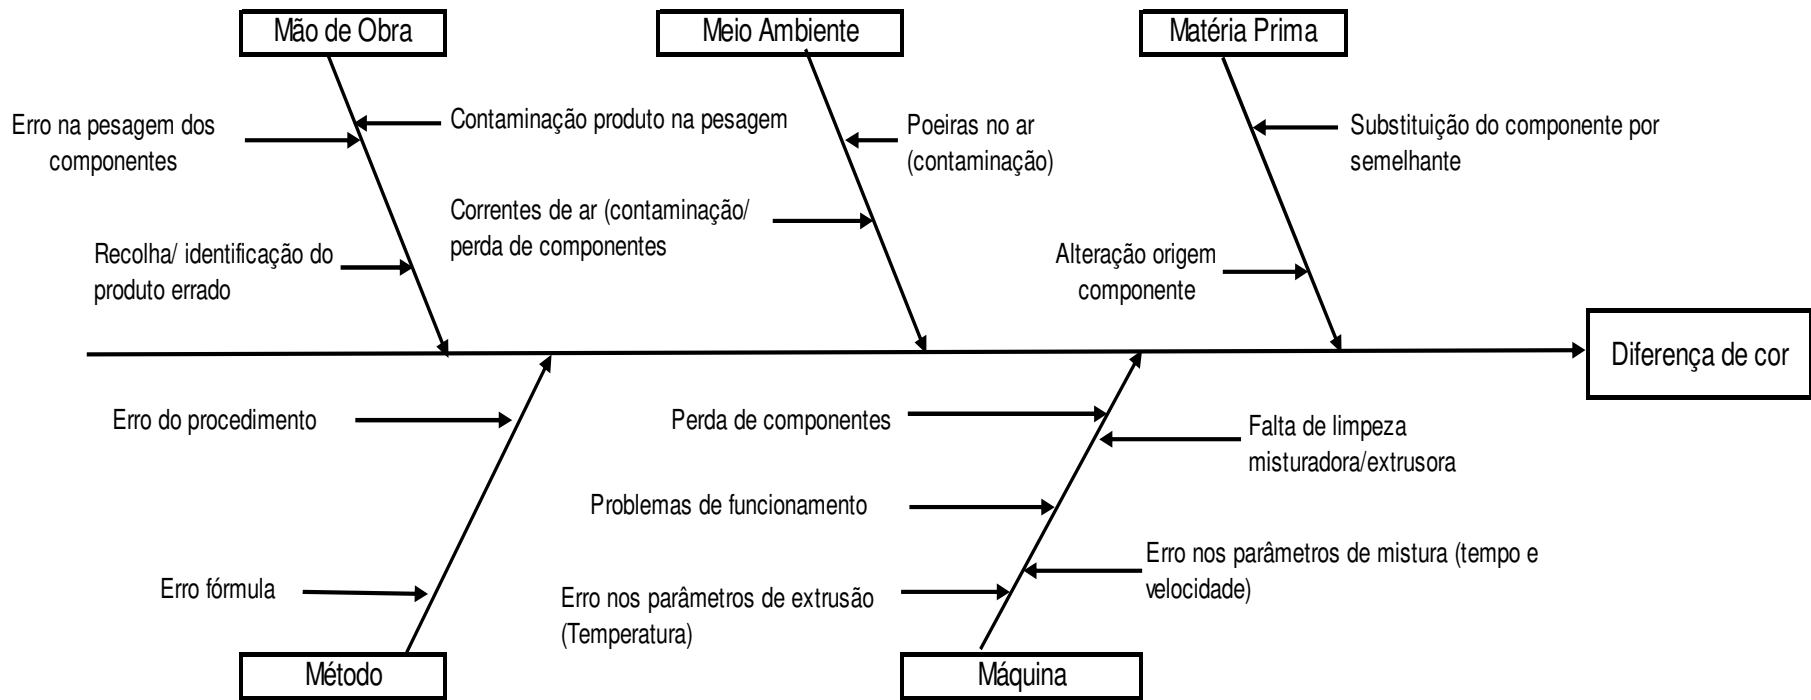 Mão de Obra
Meio Ambiente
Matéria Prima
Erro na pesagem dos
componentes
Contaminação produto na pesagem
Recolha/ identificação do
produto errado
Poeiras no ar
(contaminação)
Correntes de ar (contaminação/
perda de componentes
Substituição do componente por
semelhante
Alteração origem
componente
Diferença de cor
Erro do procedimento
Erro fórmula
Perda de componentes
Falta de limpeza
misturadora/extrusora
Problemas de funcionamento
Erro nos parâmetros de mistura (tempo e
velocidade)
Erro nos parâmetros de extrusão
(Temperatura)
Método
Máquina